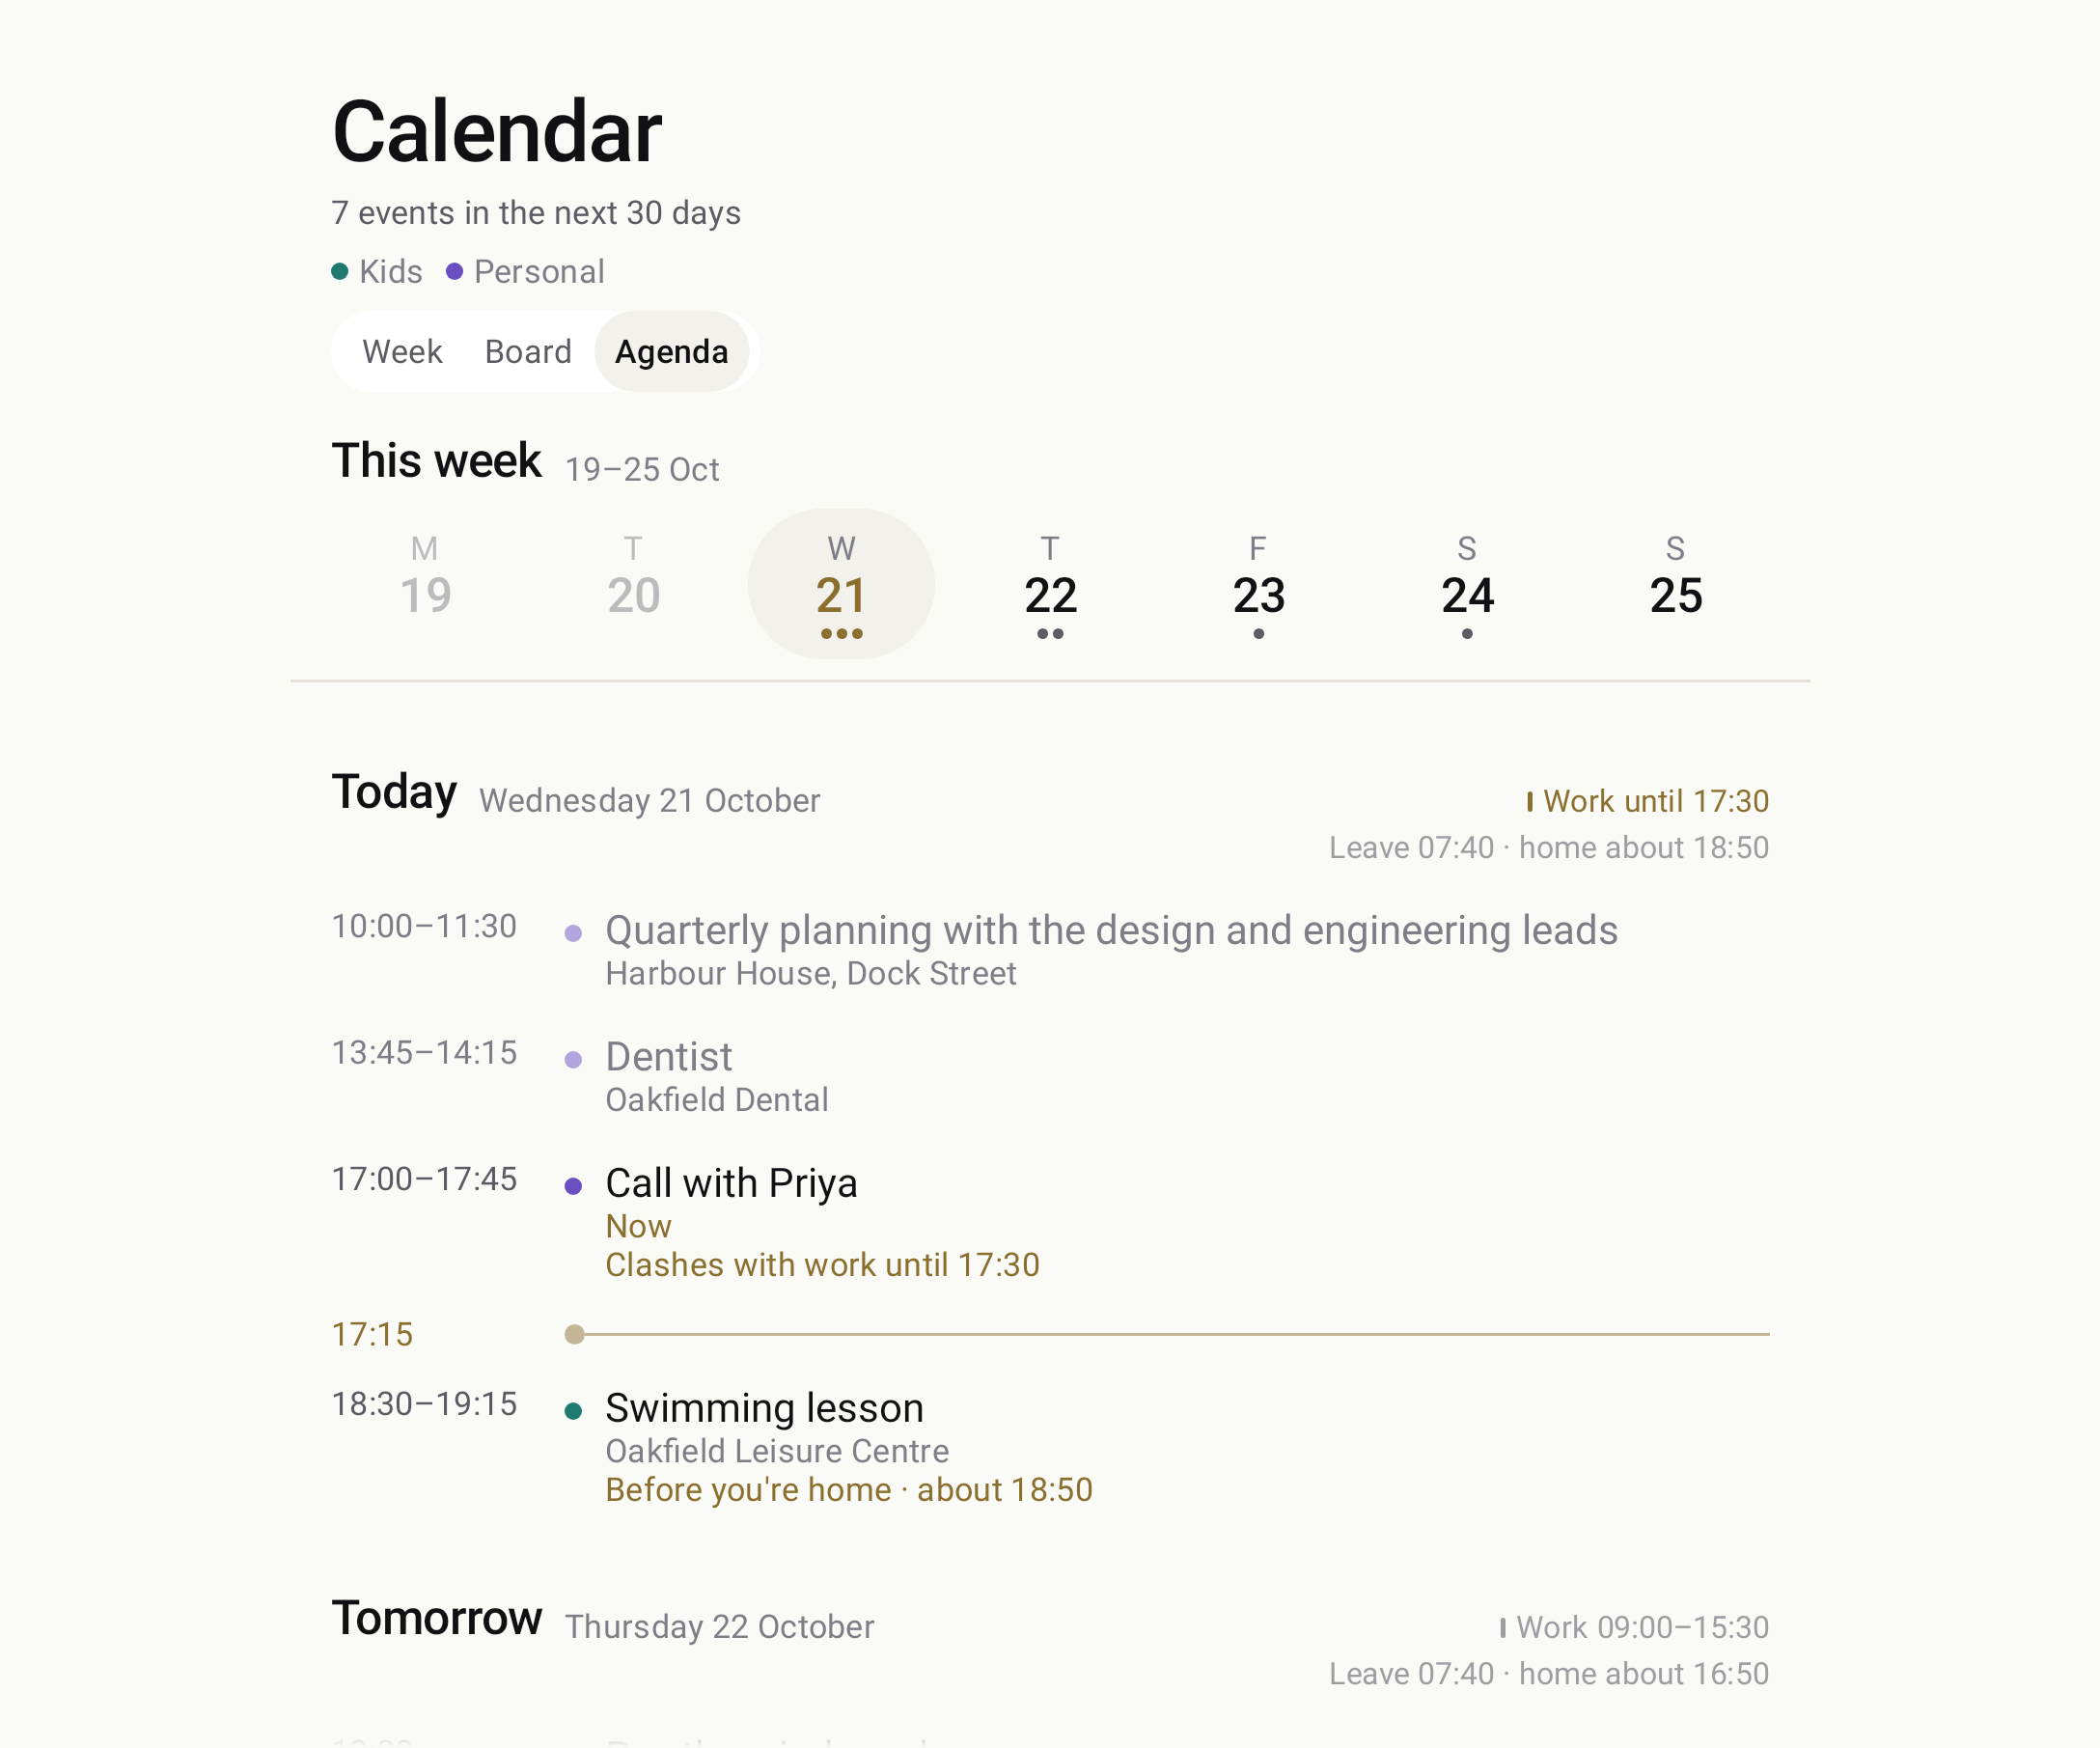 Calendar
7 events in the next 30 days
Kids Personal
Week Board Agenda
This week 19–25 Oct
M T W T F S S
19 20 21 22 23 24 25
Today Wednesday 21 October Work until 17:30
Leave 07:40 · home about 18:50
10:00–11:30 Quarterly planning with the design and engineering leads
Harbour House, Dock Street
13:45–14:15 Dentist
Oakfield Dental
17:00–17:45 Call with Priya
Now
Clashes with work until 17:30
17:15
18:30–19:15 Swimming lesson
Oakfield Leisure Centre
Before you're home · about 18:50
Tomorrow Thursday 22 October Work 09:00–15:30
Leave 07:40 · home about 16:50